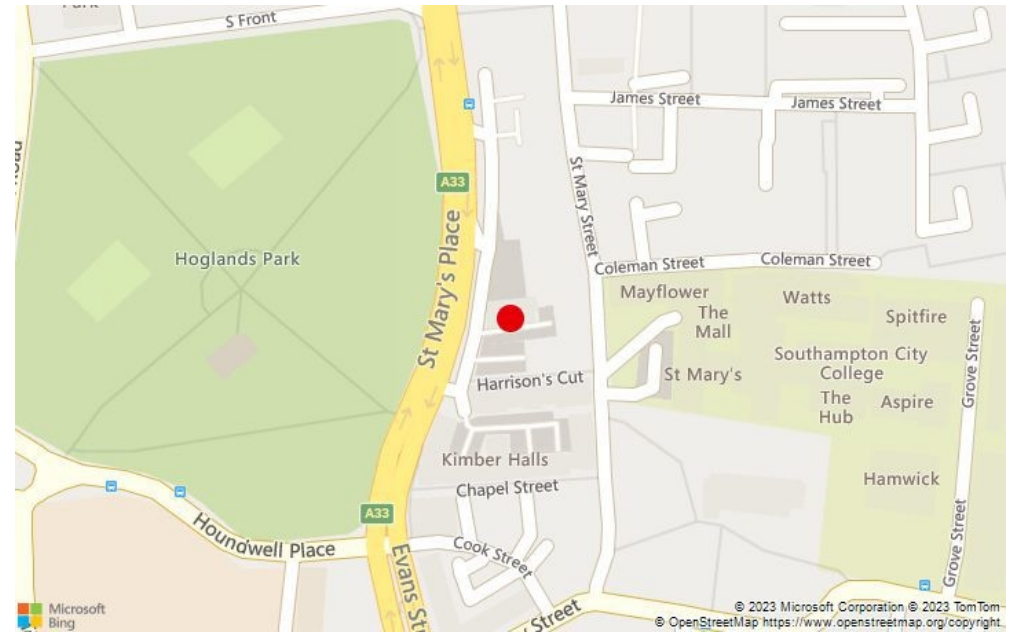 Park
S Front
James Street
James Street
Road
A33
St Mary Street
St Mary's Place
Hoglands Park
Coleman Street
Coleman Street
Mayflower
The
Mall
Watts
Spitfire
Southampton City
College
St Mary's
The
Hub
Aspire
Grove Street
Harrison's Cut
Kimber Halls
Hamwick
Chapel Street
A33
Houndwell Place
Cook Street
Evans St
Grove Street
Street
Microsoft
Bing
© 2023 Microsoft Corporation © 2023 TomTom
© OpenStreetMap https://www.openstreetmap.org/copyright